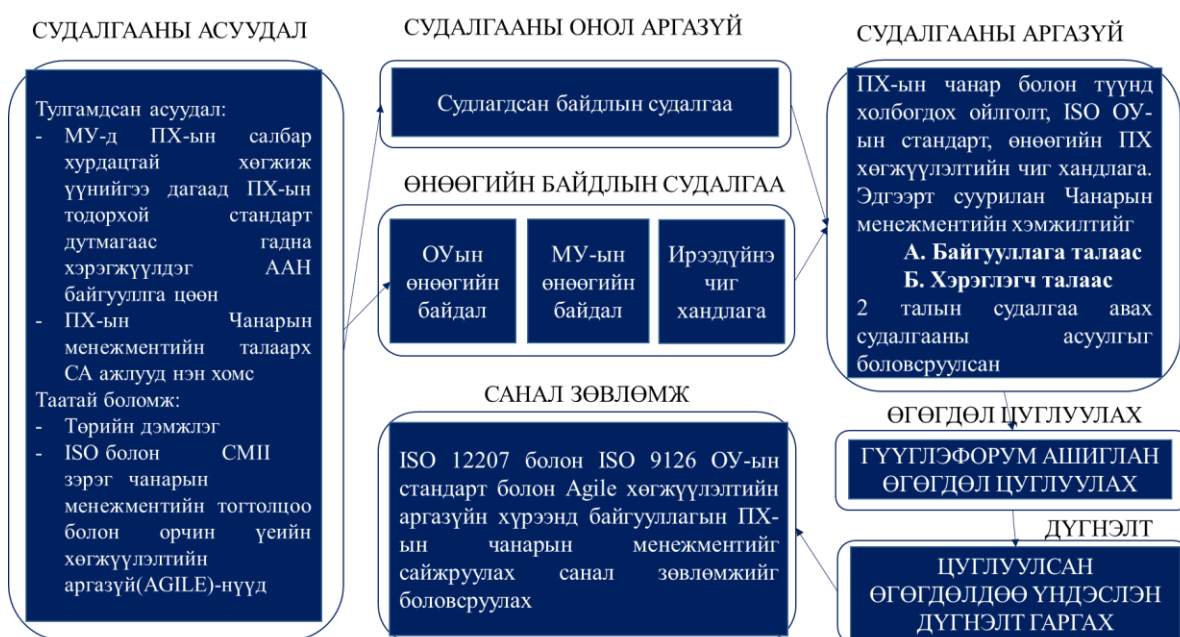 СУДАЛГААНЫ АСУУДАЛ
Тулгамдсан асуудал:
- МУ-д ПХ-ын салбар
хурдацтай хөгжиж
үүнийгээ дагаад ПХ-ын
тодорхой стандарт
дутмагаас гадна
хэрэгжүүлдэг ААН
байгууллга цөөн
- ПХ-ын Чанарын
менежментийн талаарх
СА ажлууд нэн хомс
Таатай боломж:
- Төрийн дэмжлэг
- ISO болон CMII
зэрэг чанарын
менежментийн тогтолцоо
болон орчин үеийн
хөгжүүлэлтийн
аргазүй(AGILE)-нүүд
СУДАЛГААНЫ ОНОЛ АРГАЗҮЙ
Судлагдсан байдлын судалгаа
ӨНӨӨГИЙН БАЙДЛЫН СУДАЛГАА
ОУын
өнөөгийн
байдал
МУ-ын
өнөөгийн
байдал
Ирээдүйнэ
чиг
хандлага
СУДАЛГААНЫ АРГАЗҮЙ
ПХ-ын чанар болон түүнд
холбогдох ойлголт, ISO ОУ-
ын стандарт, өнөөгийн ПХ
хөгжүүлэлтийн чиг хандлага.
Эдгээрт суурилан Чанарын
менежментийн хэмжилтийг
А. Байгууллага талаас
Б. Хэрэглэгч талаас
2 талын судалгаа авах
судалгааны асуулгыг
боловсруулсан
ӨГӨГДӨЛ ЦУГЛУУЛАХ
ГҮҮГЛЭФОРУМ АШИГЛАН
ӨГӨГДӨЛ ЦУГЛУУЛАХ
ДҮГНЭЛТ
ЦУГЛУУЛСАН
ӨГӨГДӨЛДӨӨ ҮНДЭСЛЭН
ДҮГНЭЛТ ГАРГАХ
САНАЛ ЗӨВЛӨМЖ
ISO 12207 болон ISO 9126 ОУ-ын
стандарт болон Agile хөгжүүлэлтийн
аргазүйн хүрээнд байгууллагын ПХ-
ын чанарын менежментийг
сайжруулах санал зөвлөмжийг
боловсруулах